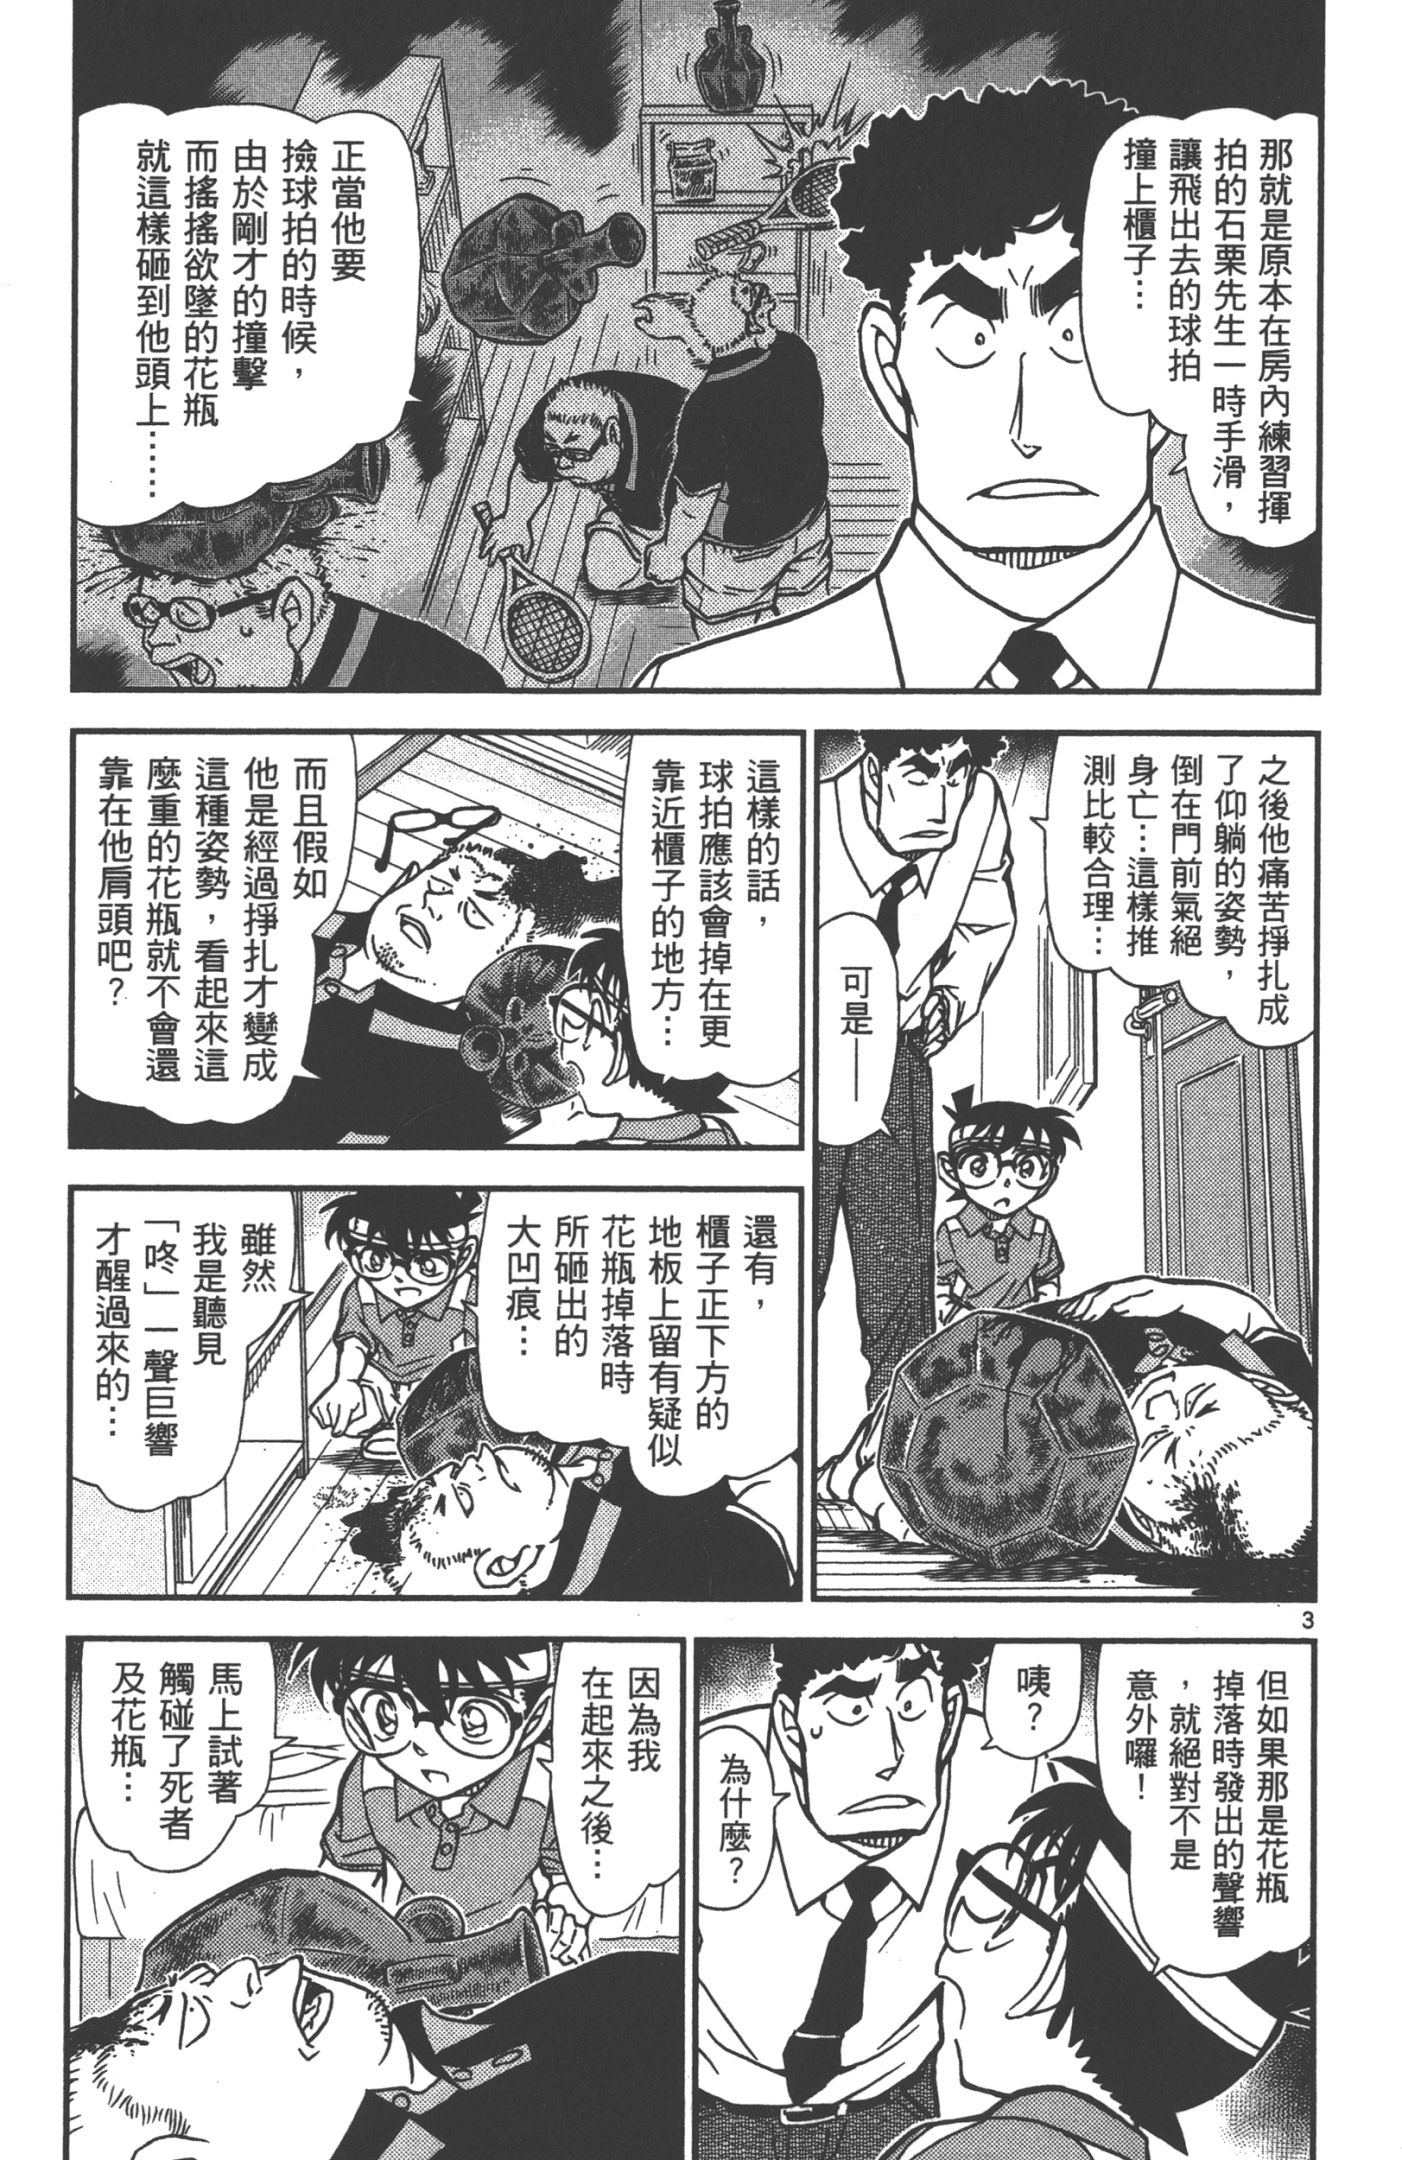 那就是原本在房內練習揮
拍的石栗先生一時手滑，
讓飛出去的球拍
撞上櫃子…
正當他要
撿球拍的時候，
由於剛才的撞擊
而搖搖欲墜的花瓶
就這樣砸到他頭上……
之後他痛苦掙扎成
了仰躺的姿勢，
倒在門前氣絕
身亡…這樣推
測比較合理…
可是──
這樣的話，
球拍應該會掉在更
靠近櫃子的地方…
而且假如
他是經過掙扎才變成
這種姿勢，看起來這
麼重的花瓶就不會還
靠在他肩頭吧？
還有，
櫃子正下方的
地板上留有疑似
花瓶掉落時
所砸出的
大凹痕…
雖然
我是聽見
「咚」一聲巨響
才醒過來的…
3
但如果那是花瓶
掉落時發出的聲響
，就絕對不是
意外囉！
咦？
為什麼？
因為我
在起來之後…
馬上試著
觸碰了死者
及花瓶…